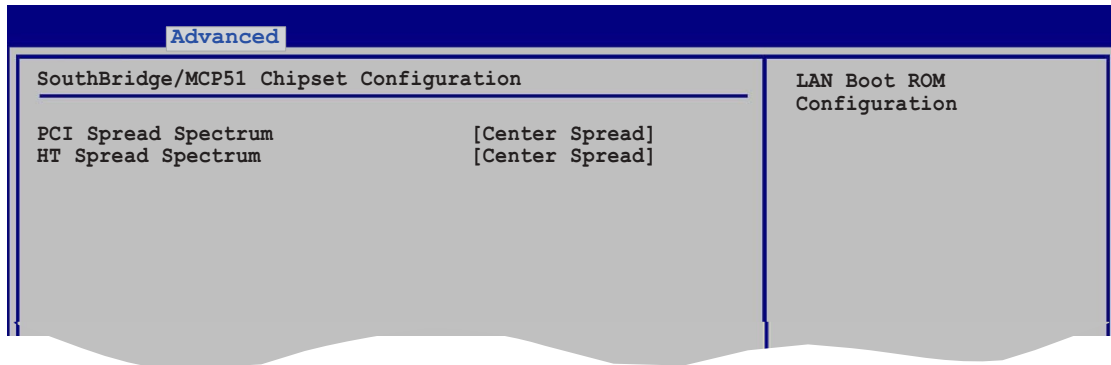 Advanced
SouthBridge/MCP51 Chipset Configuration
PCI Spread Spectrum [Center Spread]
HT Spread Spectrum [Center Spread]
LAN Boot ROM
Configuration